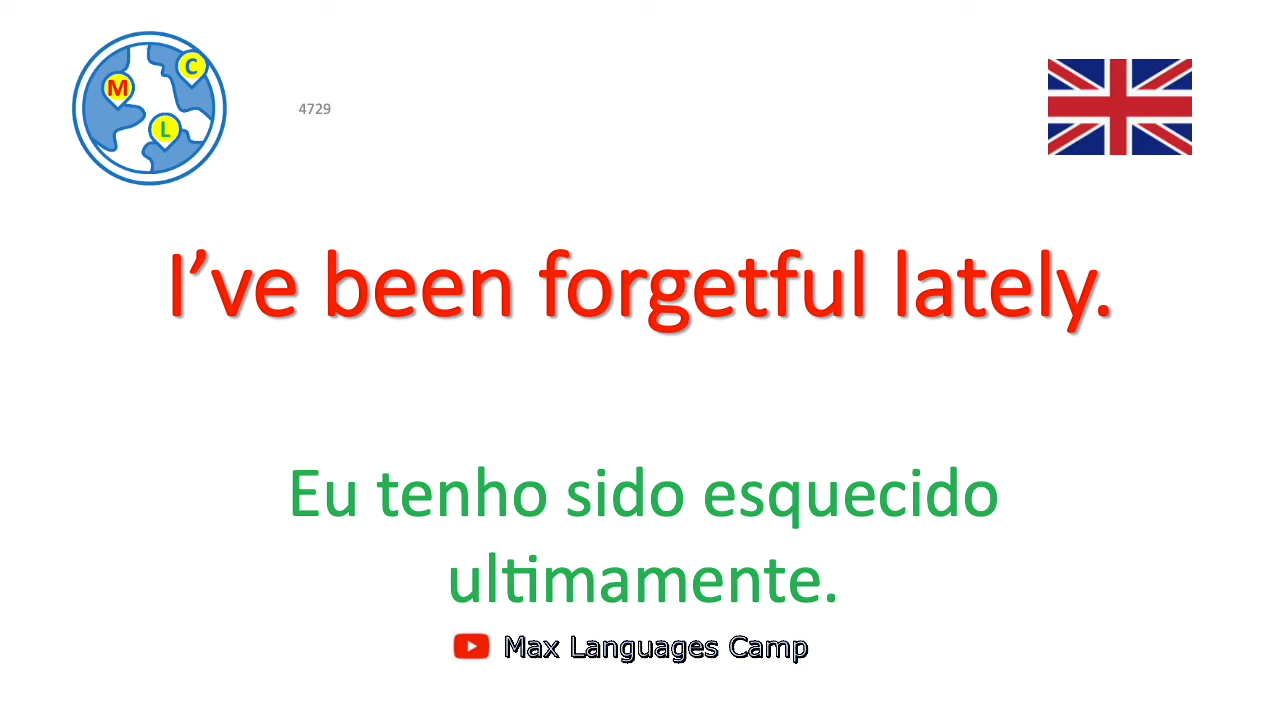 C
M
4729
L
I’ve been forgetful lately.
Eu tenho sido esquecido
ultimamente.
Max Languages Camp